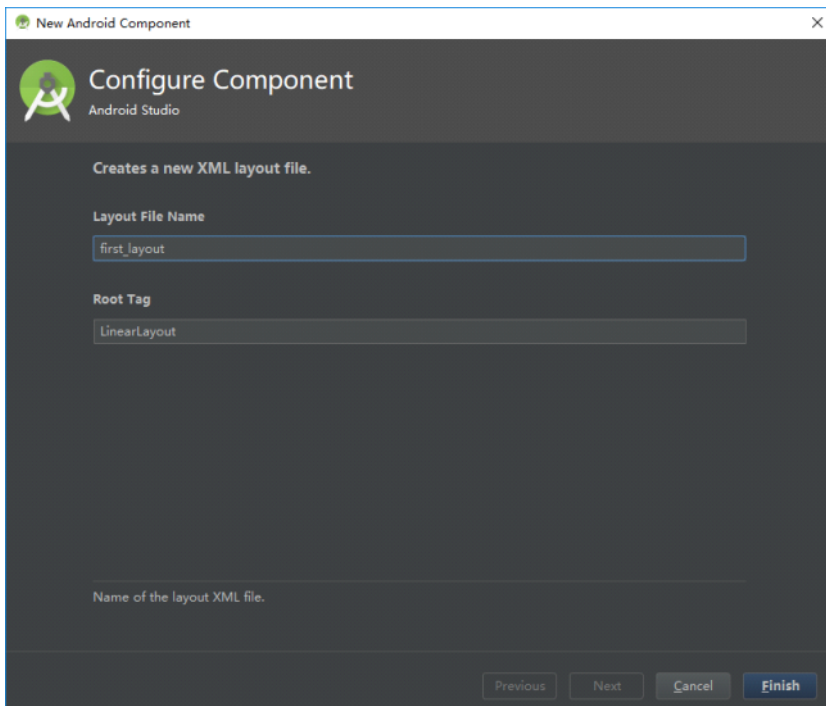 New Android Component
Configure Component
Android Studio
Creates a new XML layout file.
Layout File Name
first_layout
Root Tag
LinearLayout
Name of the layout XML file.
Previous Next Cancel Finish